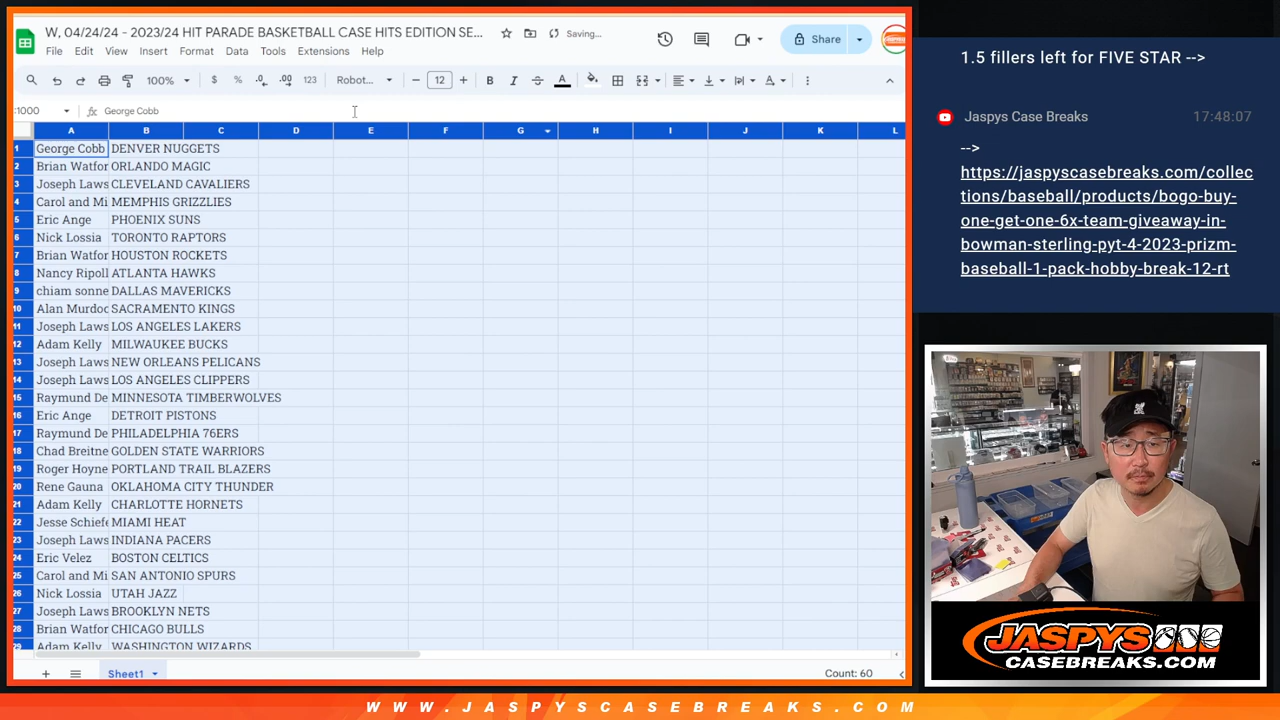 W, 04/24/24 - 2023/24 HIT PARADE BASKETBALL CASE HITS EDITION SE...
Saving...
File Edit View Insert Format Data Tools Extensions Help
Share
100% $ % .0 .00 123 Robot... − 12 + B I A
:1000 fx George Cobb
A B C D E F G H I J K L
1 George Cobb DENVER NUGGETS
2 Brian Watfor ORLANDO MAGIC
3 Joseph Laws CLEVELAND CAVALIERS
4 Carol and Mi MEMPHIS GRIZZLIES
5 Eric Ange PHOENIX SUNS
6 Nick Lossia TORONTO RAPTORS
7 Brian Watfor HOUSTON ROCKETS
8 Nancy Ripoll ATLANTA HAWKS
9 chiam sonne DALLAS MAVERICKS
10 Alan Murdoc SACRAMENTO KINGS
11 Joseph Laws LOS ANGELES LAKERS
12 Adam Kelly MILWAUKEE BUCKS
13 Joseph Laws NEW ORLEANS PELICANS
14 Joseph Laws LOS ANGELES CLIPPERS
15 Raymund De MINNESOTA TIMBERWOLVES
16 Eric Ange DETROIT PISTONS
17 Raymund De PHILADELPHIA 76ERS
18 Chad Breitne GOLDEN STATE WARRIORS
19 Roger Hoyne PORTLAND TRAIL BLAZERS
20 Rene Gauna OKLAHOMA CITY THUNDER
21 Adam Kelly CHARLOTTE HORNETS
22 Jesse Schiefe MIAMI HEAT
23 Joseph Laws INDIANA PACERS
24 Eric Velez BOSTON CELTICS
25 Carol and Mi SAN ANTONIO SPURS
26 Nick Lossia UTAH JAZZ
27 Joseph Laws BROOKLYN NETS
28 Brian Watfor CHICAGO BULLS
29 Adam Kelly WASHINGTON WIZARDS
Sheet1
Count: 60
1.5 fillers left for FIVE STAR -->
Jaspys Case Breaks 17:48:07
-->
https://jaspyscasebreaks.com/collec
tions/baseball/products/bogo-buy-
one-get-one-6x-team-giveaway-in-
bowman-sterling-pyt-4-2023-prizm-
baseball-1-pack-hobby-break-12-rt
JASPYS
CASEBREAKS.COM
WWW.JASPYSCASEBREAKS.COM